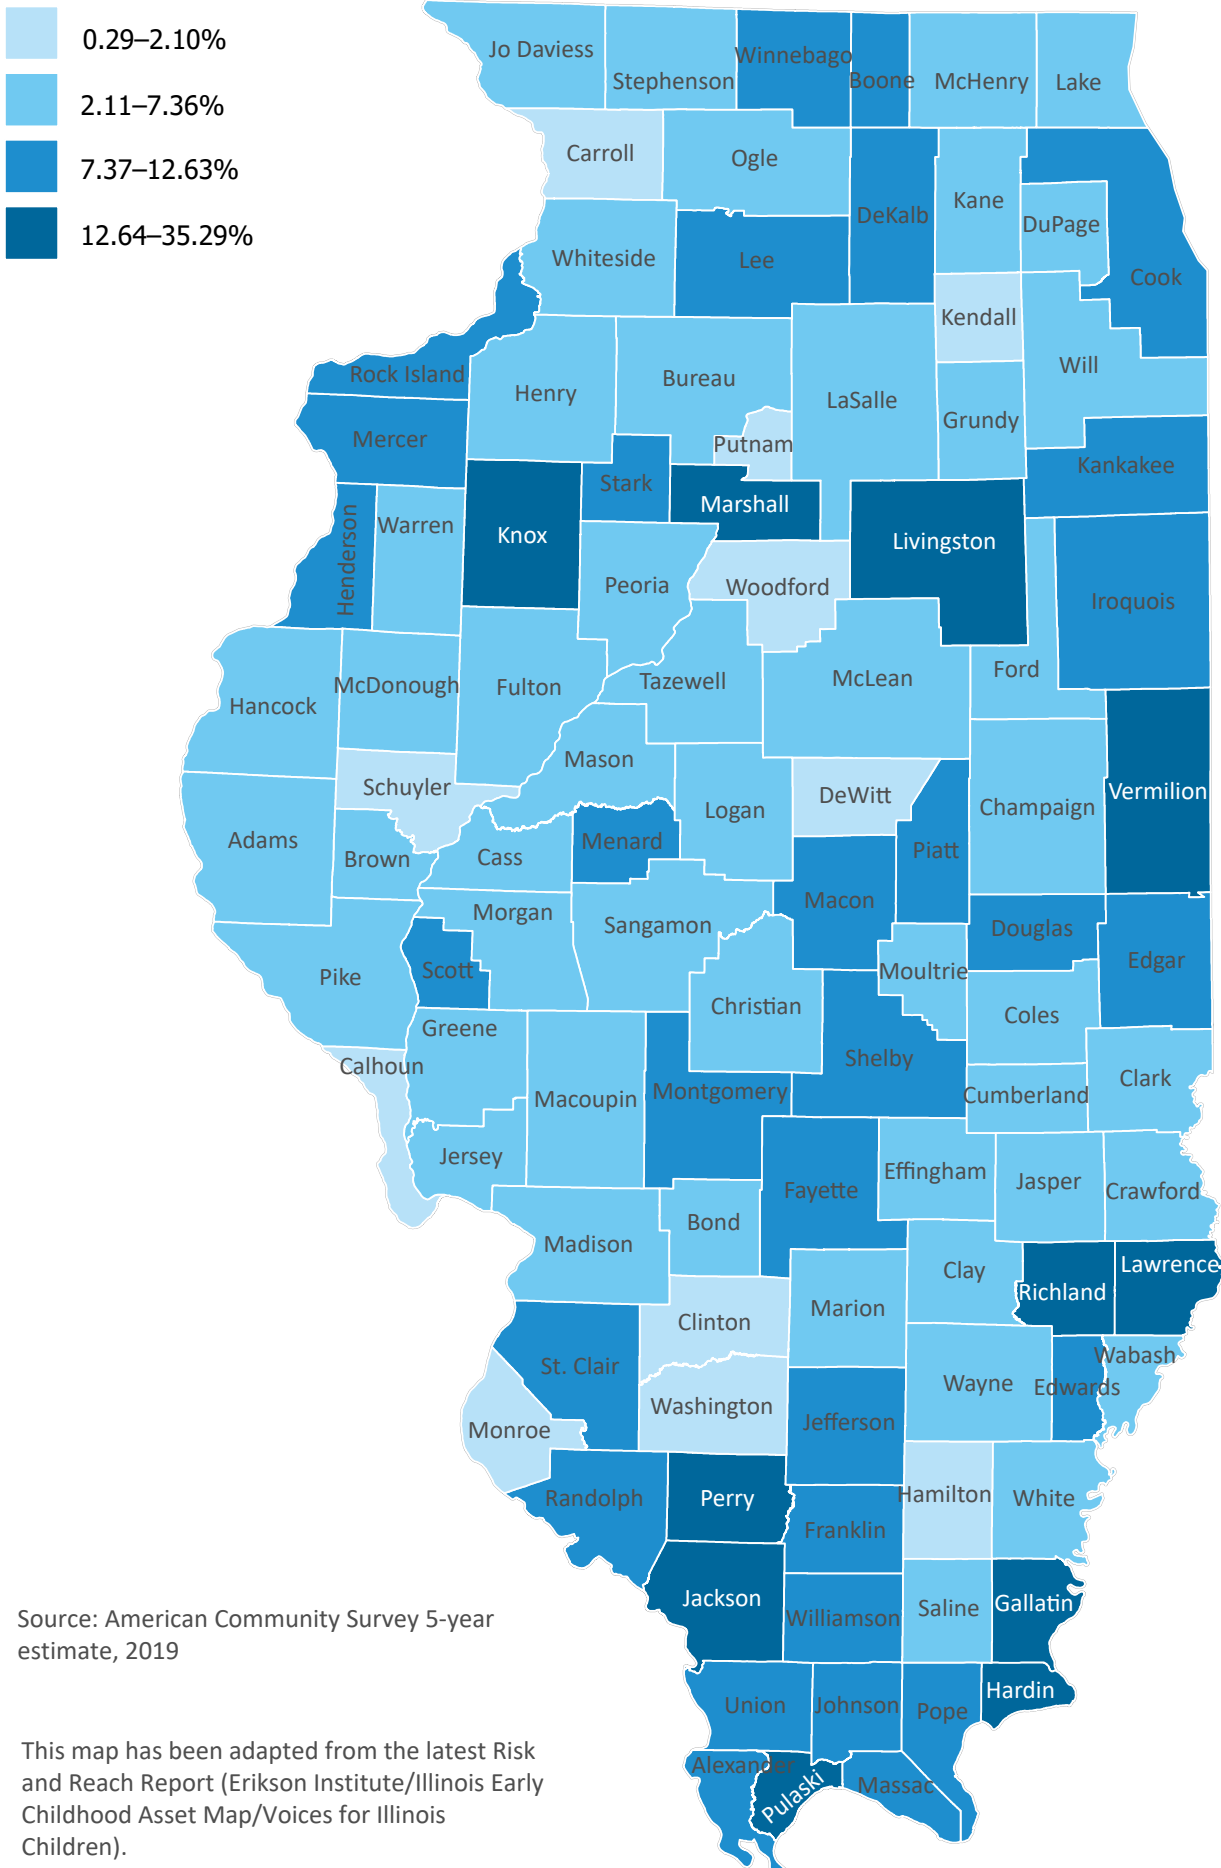 0.29–2.10%
2.11–7.36%
7.37–12.63%
12.64–35.29%
Jo Daviess
Stephenson
Winnebago
Boone
McHenry
Lake
Carroll
Ogle
DeKalb
Kane
DuPage
Cook
Whiteside
Lee
Kendall
Will
Rock Island
Henry
Bureau
LaSalle
Grundy
Mercer
Putnam
Kankakee
Stark
Marshall
Henderson
Warren
Knox
Livingston
Peoria
Woodford
Iroquois
Hancock
McDonough
Fulton
Tazewell
McLean
Ford
Mason
Schuyler
Logan
DeWitt
Champaign
Vermilion
Adams
Brown
Cass
Menard
Piatt
Macon
Morgan
Sangamon
Douglas
Edgar
Pike
Scott
Moultrie
Christian
Coles
Greene
Shelby
Calhoun
Macoupin
Montgomery
Cumberland
Clark
Jersey
Fayette
Effingham
Jasper
Crawford
Madison
Bond
Clay
Richland
Lawrence
Clinton
Marion
St. Clair
Wabash
Washington
Wayne
Edwards
Monroe
Jefferson
Randolph
Perry
Hamilton
White
Franklin
Jackson
Williamson
Saline
Gallatin
Union
Johnson
Pope
Hardin
Alexander
Pulaski
Massac
Source: American Community Survey 5-year
estimate, 2019
This map has been adapted from the latest Risk
and Reach Report (Erikson Institute/Illinois Early
Childhood Asset Map/Voices for Illinois
Children).